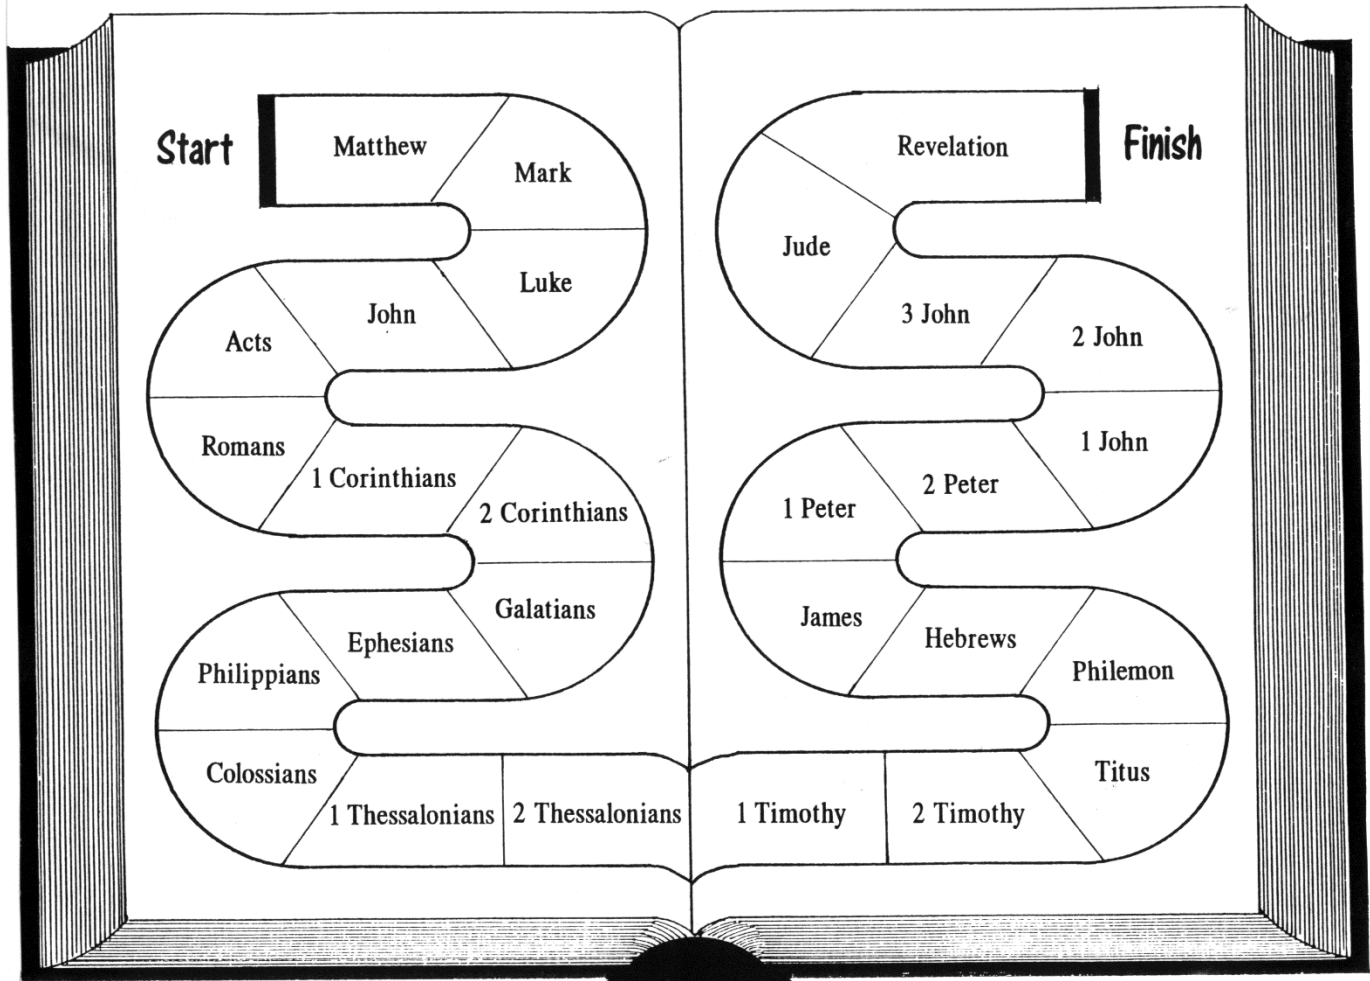 Start
Matthew
Mark
Luke
John
Acts
Romans
1 Corinthians
2 Corinthians
Galatians
Ephesians
Philippians
Colossians
1 Thessalonians
2 Thessalonians
1 Timothy
2 Timothy
Titus
Philemon
Hebrews
James
1 Peter
2 Peter
1 John
2 John
3 John
Jude
Revelation
Finish